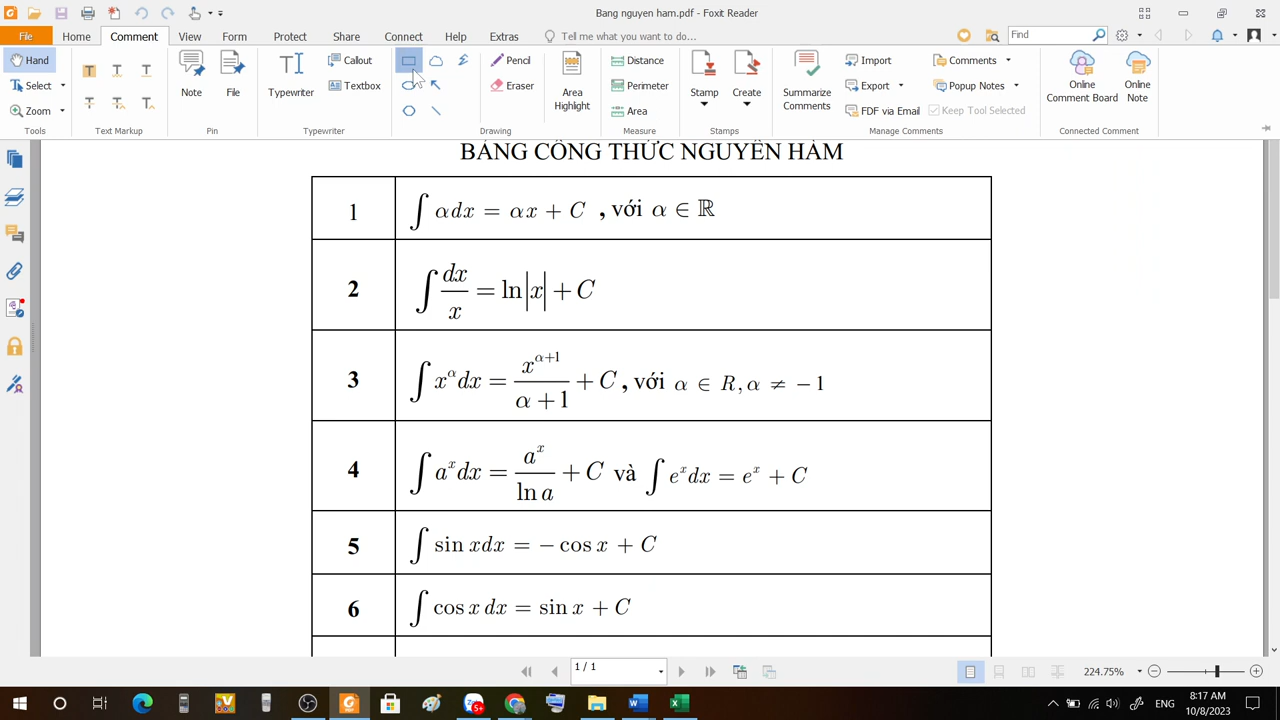 Bang nguyen ham.pdf - Foxit Reader
File Home Comment View Form Protect Share Connect Help Extras Tell me what you want to do... Find
Hand Select Zoom
Tools
Text Markup
Note File
Pin
Typewriter Callout Textbox
Typewriter
Pencil Eraser
Drawing
Area Highlight
Distance Perimeter Area
Measure
Stamp Create
Stamps
Summarize Comments Import Export FDF via Email Comments Popup Notes Keep Tool Selected
Manage Comments
Online Comment Board Online Note
Connected Comment
BẢNG CÔNG THỨC NGUYÊN HÀM
1 ∫ αdx = αx + C , với α ∈ ℝ
2 ∫ dx/x = ln|x| + C
3 ∫ x^α dx = x^(α+1)/(α+1) + C, với α ∈ R, α ≠ −1
4 ∫ a^x dx = a^x/ln a + C và ∫ e^x dx = e^x + C
5 ∫ sin xdx = − cos x + C
6 ∫ cos x dx = sin x + C
1 / 1
224.75%
5+
ENG
8:17 AM
10/8/2023